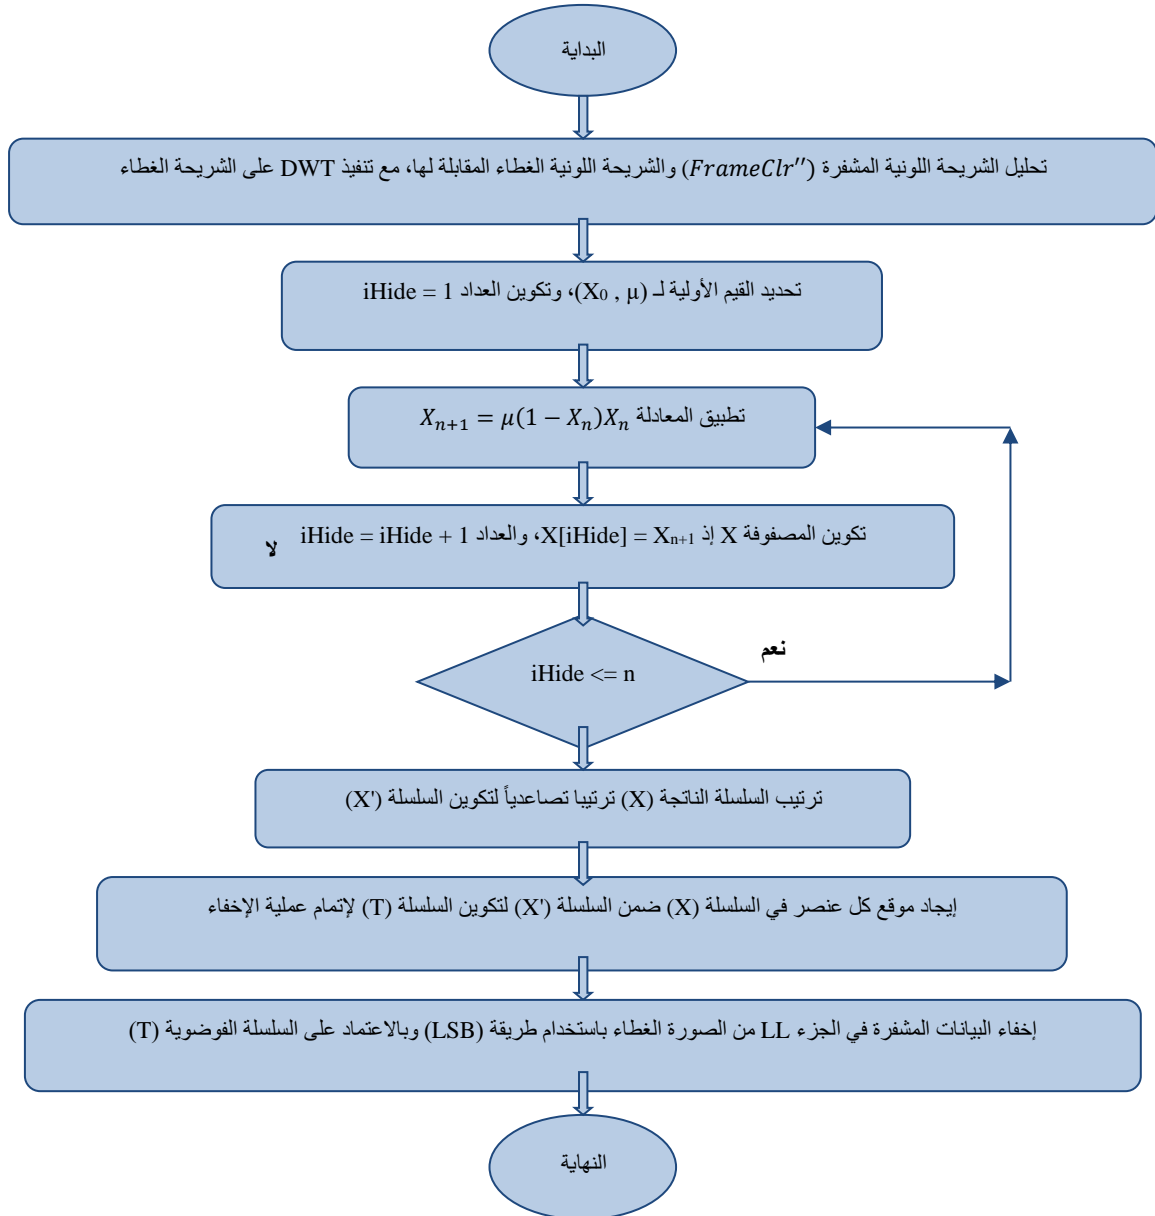 البداية
تحليل الشريحة اللونية المشفرة (FrameClr'') والشريحة اللونية الغطاء المقابلة لها، مع تنفيذ DWT على الشريحة الغطاء
تحديد القيم الأولية لـ (X₀ , µ)، وتكوين العداد iHide = 1
تطبيق المعادلة Xₙ₊₁ = μ(1 − Xₙ)Xₙ
تكوين المصفوفة X إذ X[iHide] = Xₙ₊₁، والعداد iHide = iHide + 1
لا
نعم
iHide <= n
ترتيب السلسلة الناتجة (X) ترتيبا تصاعدياً لتكوين السلسلة (X')
إيجاد موقع كل عنصر في السلسلة (X) ضمن السلسلة (X') لتكوين السلسلة (T) لإتمام عملية الإخفاء
إخفاء البيانات المشفرة في الجزء LL من الصورة الغطاء باستخدام طريقة (LSB) وبالاعتماد على السلسلة الفوضوية (T)
النهاية